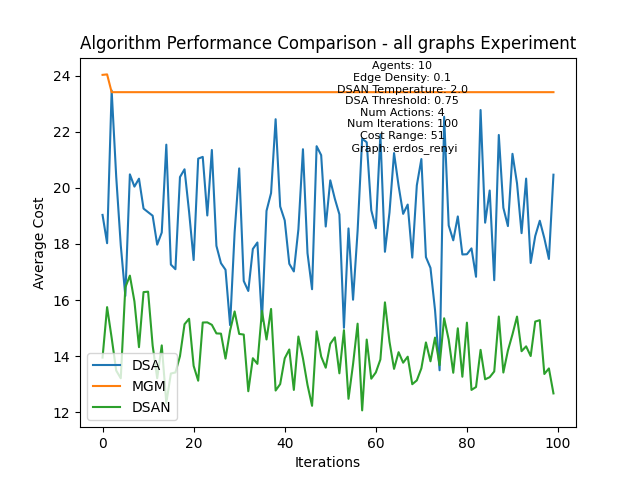 Algorithm Performance Comparison - all graphs Experiment
Agents: 10
Edge Density: 0.1
DSAN Temperature: 2.0
DSA Threshold: 0.75
Num Actions: 4
Num Iterations: 100
Cost Range: 51
Graph: erdos_renyi
24
22
20
18
16
14
12
Average Cost
DSA
MGM
DSAN
0
20
40
60
80
100
Iterations